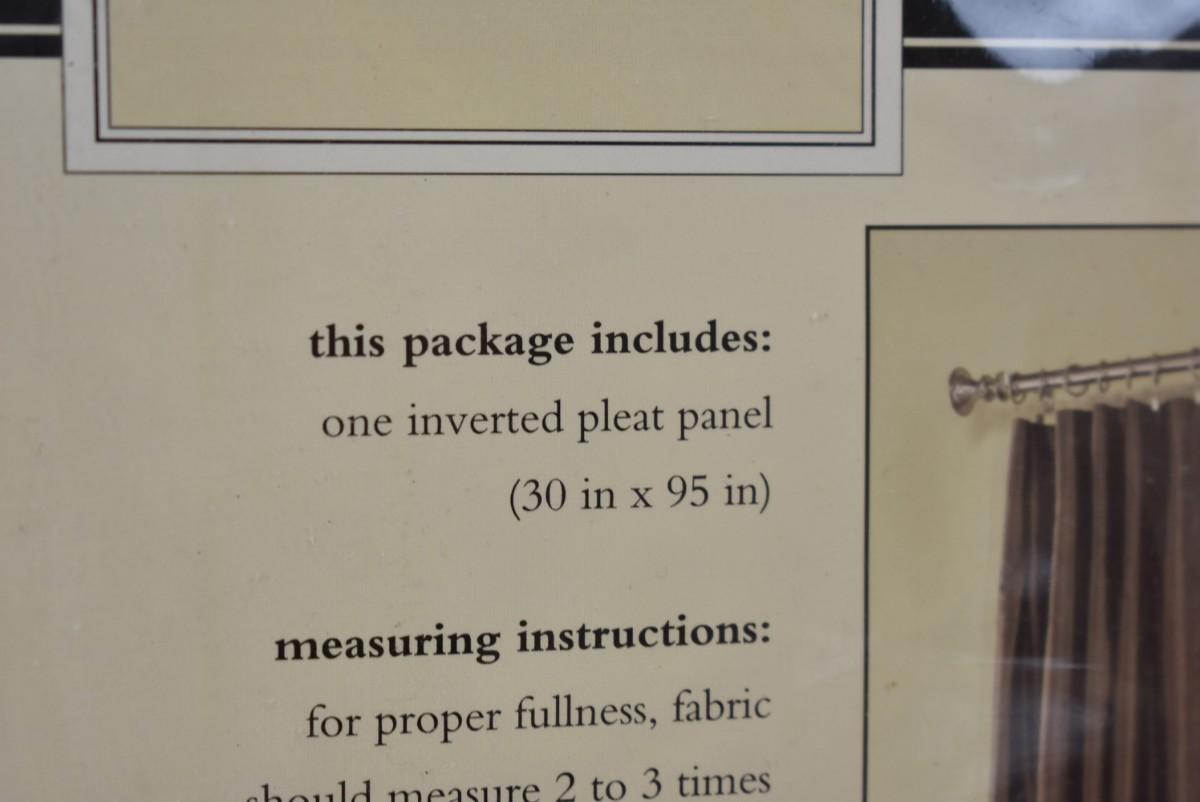 this package includes:
one inverted pleat panel
(30 in x 95 in)
measuring instructions:
for proper fullness, fabric
should measure 2 to 3 times